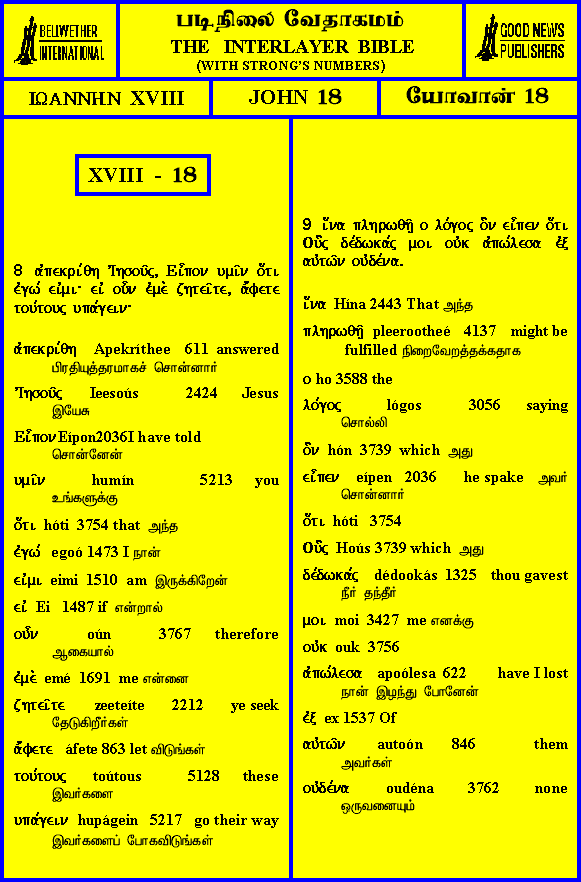 BELLWETHER
INTERNATIONAL
படிநிலை வேதாகமம்
THE INTERLAYER BIBLE
(WITH STRONG'S NUMBERS)
GOOD NEWS
PUBLISHERS
ΙΩΑΝΝΗΝ XVIII
JOHN 18
யோவான் 18
XVIII - 18
8 ἀπεκρίθη Ἰησοῦς, Εἶπον υμῖν ὅτι
ἐγώ εἰμι· εἰ οὖν ἐμὲ ζητεῖτε, ἄφετε
τούτους υπάγειν·
ἀπεκρίθη Apekríthee 611 answered
பிரதியுத்தரமாகச் சொன்னார்
Ἰησοῦς Ieesoús 2424 Jesus
இயேசு
Εἶπον Eípon2036I have told
சொன்னேன்
υμῖν humín 5213 you
உங்களுக்கு
ὅτι hóti 3754 that அந்த
ἐγώ egoó 1473 I நான்
εἰμι eimi 1510 am இருக்கிறேன்
εἰ Ei 1487 if என்றால்
οὖν oún 3767 therefore
ஆகையால்
ἐμὲ emé 1691 me என்னை
ζητεῖτε zeeteíte 2212 ye seek
தேடுகிறீர்கள்
ἄφετε áfete 863 let விடுங்கள்
τούτους toútous 5128 these
இவர்களை
υπάγειν hupágein 5217 go their way
இவர்களைப் போகவிடுங்கள்
9 ἵνα πληρωθῇ ο λόγος ὃν εἶπεν ὅτι
Οὓς δέδωκάς μοι οὐκ ἀπώλεσα ἐξ
αὐτῶν οὐδένα.
ἵνα Hína 2443 That அந்த
πληρωθῇ pleerootheé 4137 might be
fulfilled நிறைவேறத்தக்கதாக
ο ho 3588 the
λόγος lógos 3056 saying
சொல்லி
ὃν hón 3739 which அது
εἶπεν eípen 2036 he spake அவர்
சொன்னார்
ὅτι hóti 3754
Οὓς Hoús 3739 which அது
δέδωκάς dédookás 1325 thou gavest
நீர் தந்தீர்
μοι moi 3427 me எனக்கு
οὐκ ouk 3756
ἀπώλεσα apoólesa 622 have I lost
நான் இழந்து போனேன்
ἐξ ex 1537 Of
αὐτῶν autoón 846 them
அவர்கள்
οὐδένα oudéna 3762 none
ஒருவனையும்